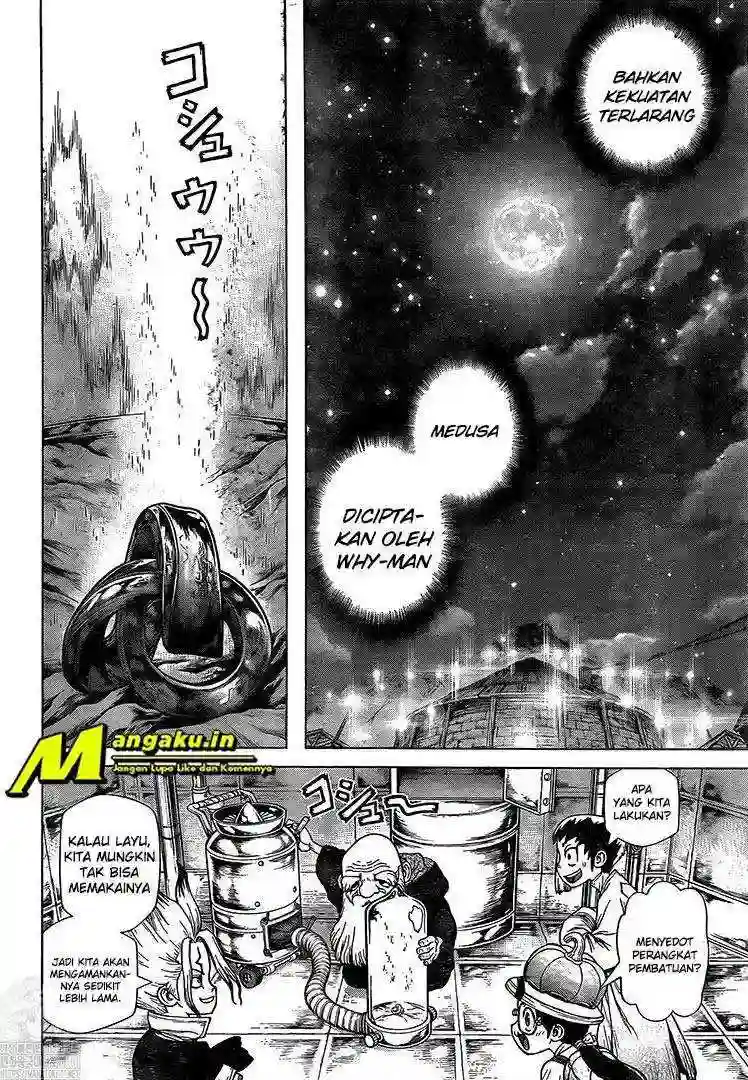 BAHKAN
KEKUATAN
TERLARANG
MEDUSA
DICIPTA-
KAN OLEH
WHY-MAN
コシュウウ〜
Mangaku.in
Jangan Lupa Like dan Komennya
コシュー〜
APA
YANG KITA
LAKUKAN?
KALAU LAYU,
KITA MUNGKIN
TAK BISA
MEMAKAINYA
MENYEDOT
PERANGKAT
PEMBATUAN?
JADI KITA AKAN
MENGAMANKAN-
NYA SEDIKIT
LEBIH LAMA.